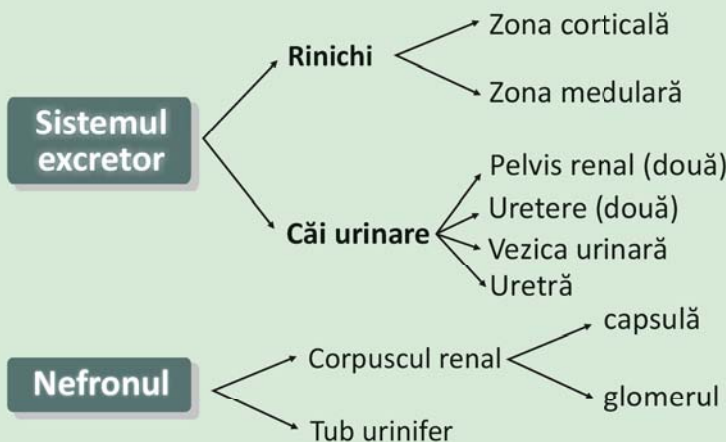 Sistemul
excretor
Rinichi
Zona corticală
Zona medulară
Căi urinare
Pelvis renal (două)
Uretere (două)
Vezica urinară
Uretră
Nefronul
Corpuscul renal
capsulă
glomerul
Tub urinifer